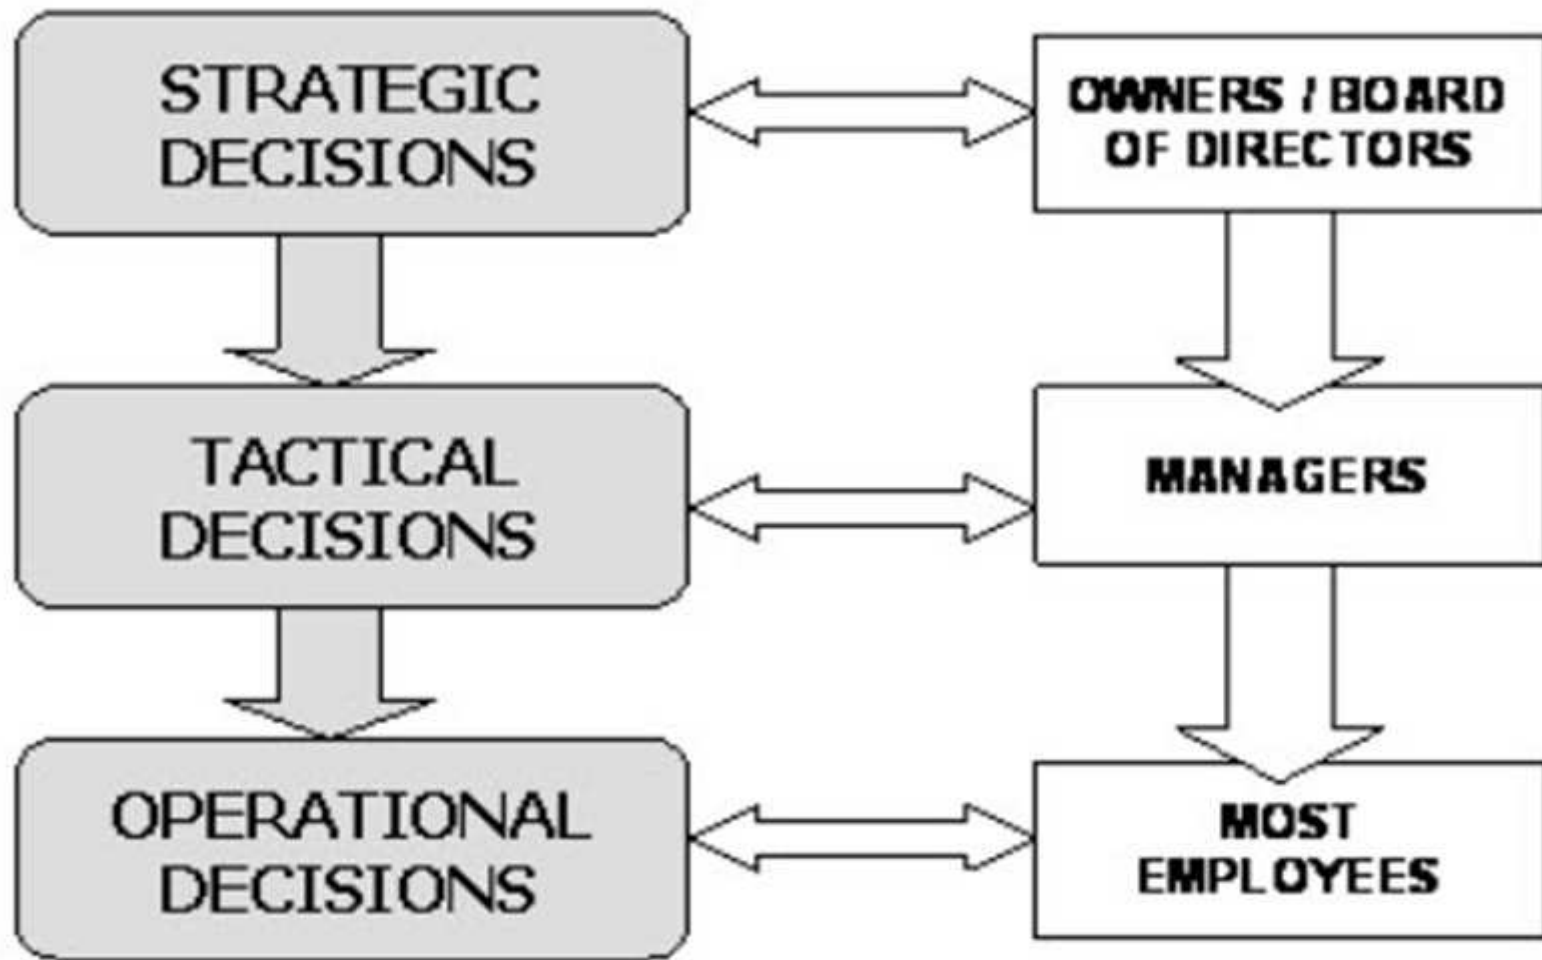 STRATEGIC
DECISIONS
OWNERS / BOARD
OF DIRECTORS
TACTICAL
DECISIONS
MANAGERS
OPERATIONAL
DECISIONS
MOST
EMPLOYEES